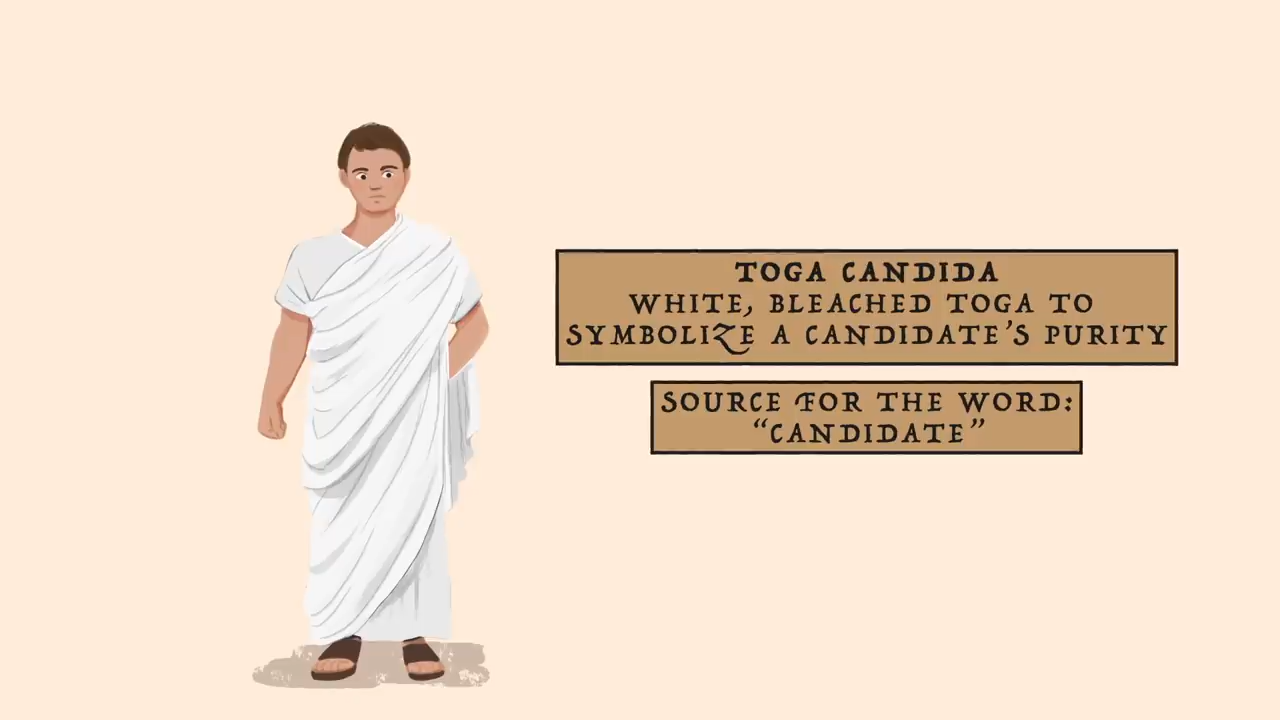 TOGA CANDIDA
WHITE, BLEACHED TOGA TO
SYMBOLIZE A CANDIDATE'S PURITY
SOURCE FOR THE WORD:
“CANDIDATE”